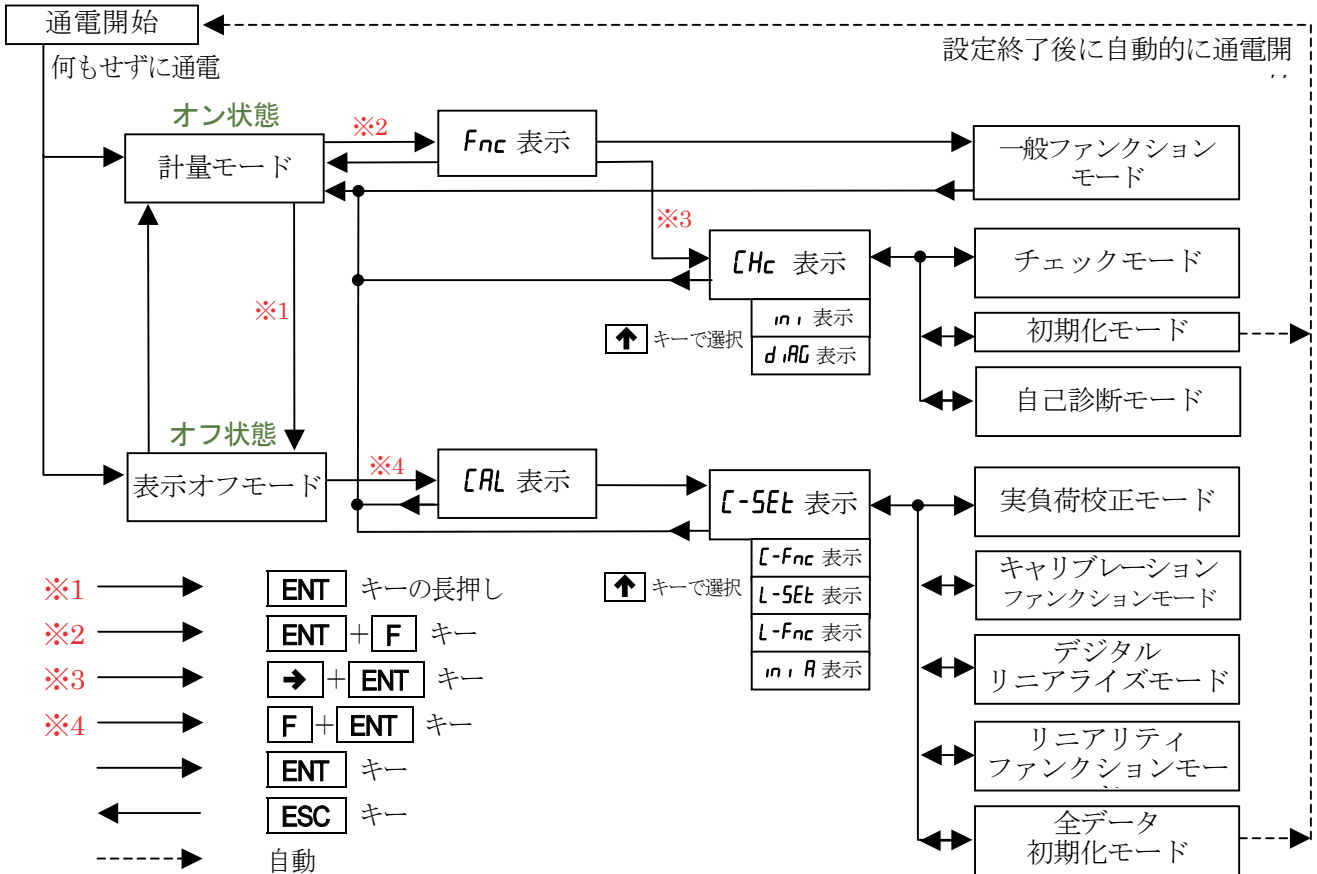 通電開始
何もせずに通電
設定終了後に自動的に通電開
オン状態
計量モード
※2
Fnc 表示
一般ファンクション
モード
※3
CHc 表示
ini 表示
diAG 表示
↑ キーで選択
チェックモード
初期化モード
自己診断モード
※1
オフ状態
表示オフモード
※4
CAL 表示
C-SEt 表示
C-Fnc 表示
L-SEt 表示
L-Fnc 表示
ini A 表示
↑ キーで選択
実負荷校正モード
キャリブレーション
ファンクションモード
デジタル
リニアライズモード
リニアリティ
ファンクションモー
全データ
初期化モード
※1 ENT キーの長押し
※2 ENT+F キー
※3 →+ENT キー
※4 F+ENT キー
ENT キー
ESC キー
自動